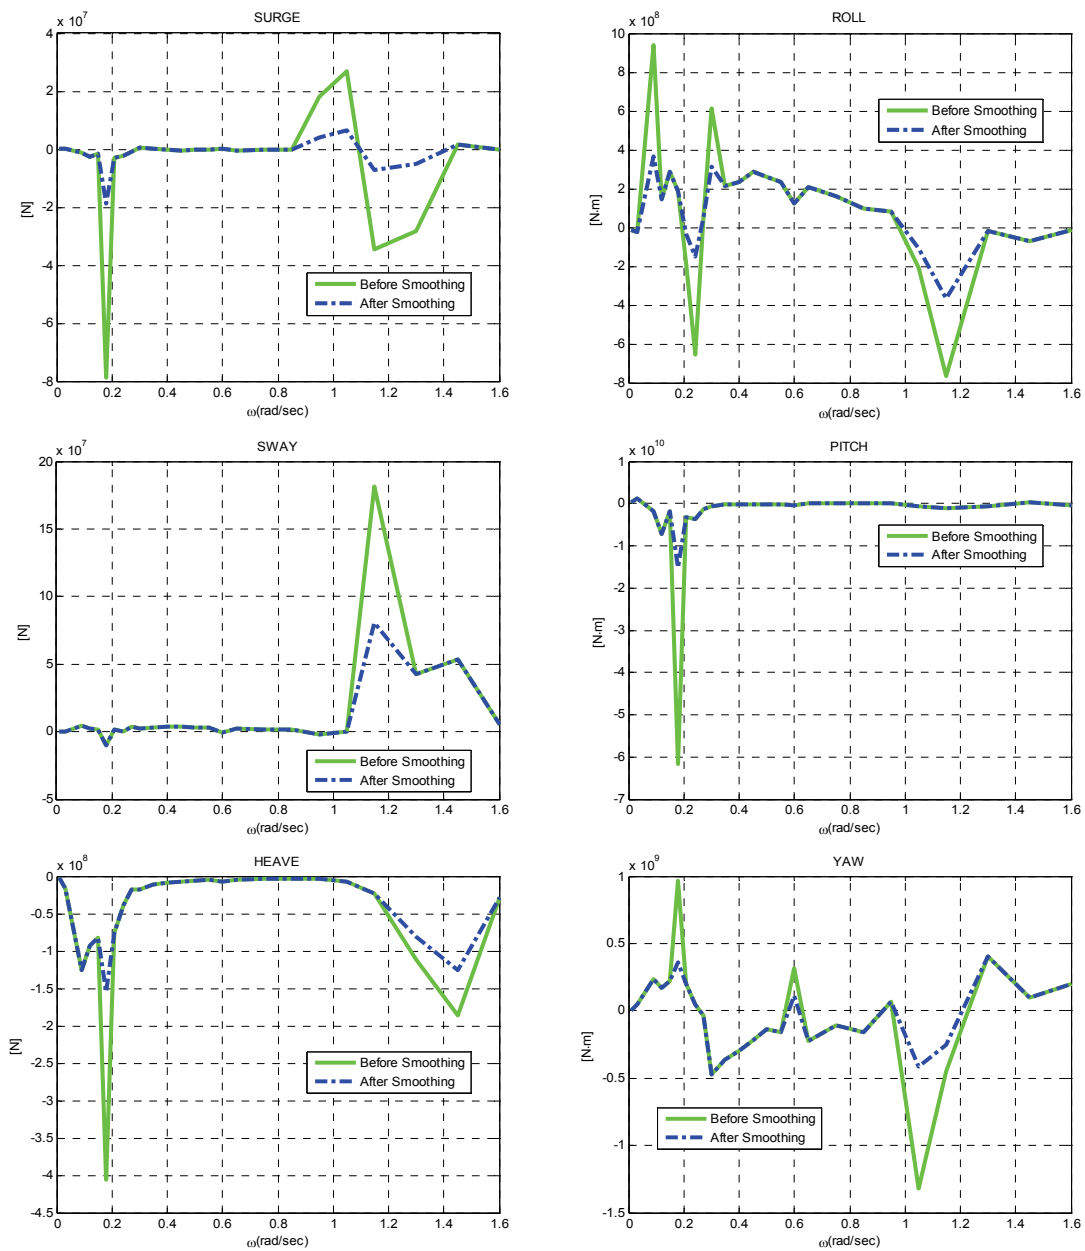 SURGE
x 10^7
4
2
0
-2
-4
-6
-8
[N]
Before Smoothing
After Smoothing
0 0.2 0.4 0.6 0.8 1 1.2 1.4 1.6
ω(rad/sec)
ROLL
x 10^8
10
8
6
4
2
0
-2
-4
-6
-8
[N·m]
Before Smoothing
After Smoothing
0 0.2 0.4 0.6 0.8 1 1.2 1.4 1.6
ω(rad/sec)
SWAY
x 10^7
20
15
10
5
0
-5
[N]
Before Smoothing
After Smoothing
0 0.2 0.4 0.6 0.8 1 1.2 1.4 1.6
ω(rad/sec)
PITCH
x 10^10
1
0
-1
-2
-3
-4
-5
-6
-7
[N·m]
Before Smoothing
After Smoothing
0 0.2 0.4 0.6 0.8 1 1.2 1.4 1.6
ω(rad/sec)
HEAVE
x 10^8
0
-0.5
-1
-1.5
-2
-2.5
-3
-3.5
-4
-4.5
[N]
Before Smoothing
After Smoothing
0 0.2 0.4 0.6 0.8 1 1.2 1.4 1.6
ω(rad/sec)
YAW
x 10^9
1
0.5
0
-0.5
-1
-1.5
[N·m]
Before Smoothing
After Smoothing
0 0.2 0.4 0.6 0.8 1 1.2 1.4 1.6
ω(rad/sec)